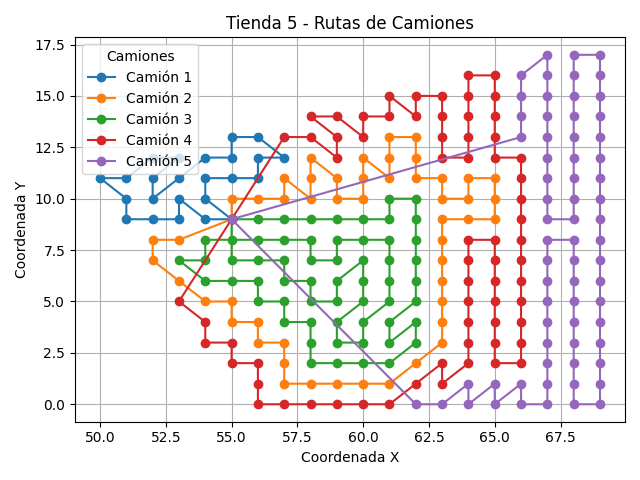 Tienda 5 - Rutas de Camiones
Camiones
Camión 1
Camión 2
Camión 3
Camión 4
Camión 5
Coordenada Y
17.5
15.0
12.5
10.0
7.5
5.0
2.5
0.0
50.0 52.5 55.0 57.5 60.0 62.5 65.0 67.5
Coordenada X